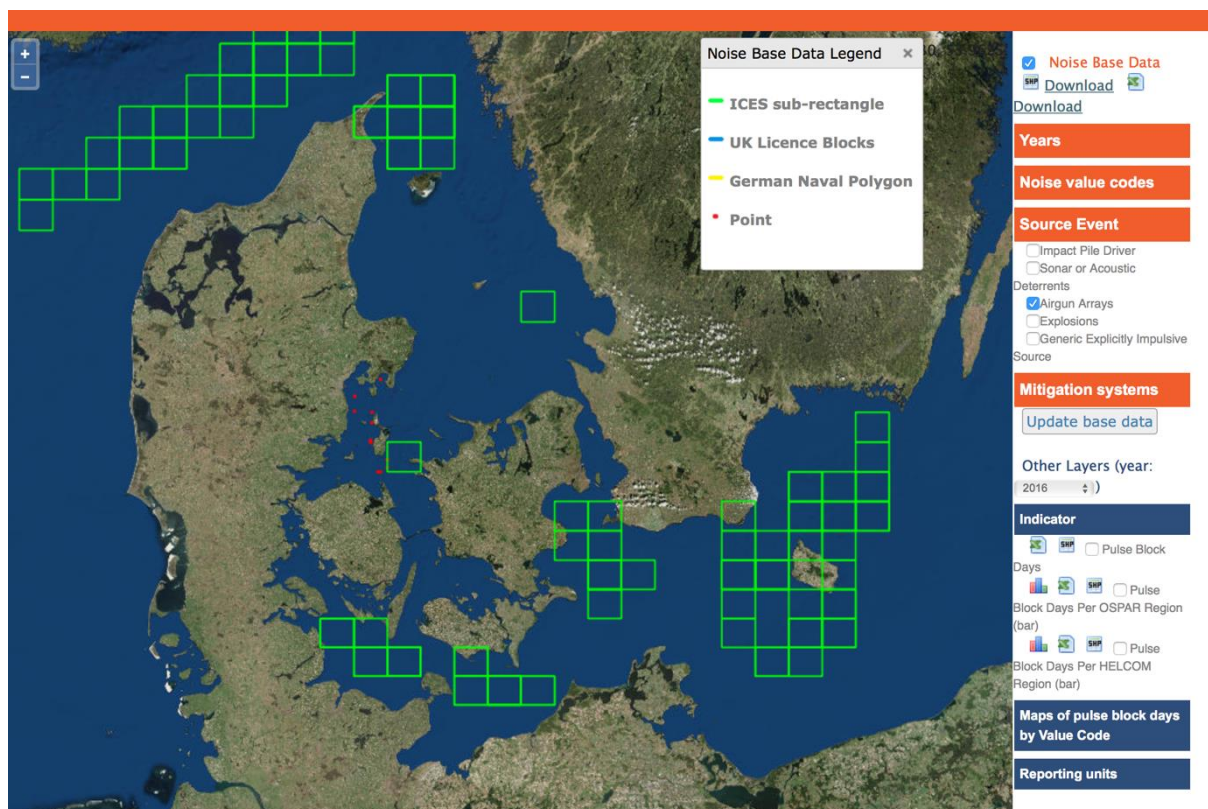 +
−
Noise Base Data Legend ×
ICES sub-rectangle
UK Licence Blocks
German Naval Polygon
Point
Noise Base Data
SHP Download
Download
Years
Noise value codes
Source Event
Impact Pile Driver
Sonar or Acoustic
Deterrents
Airgun Arrays
Explosions
Generic Explicitly Impulsive
Source
Mitigation systems
Update base data
Other Layers (year:
2016 )
Indicator
SHP Pulse Block
Days
SHP Pulse
Block Days Per OSPAR Region
(bar)
SHP Pulse
Block Days Per HELCOM
Region (bar)
Maps of pulse block days
by Value Code
Reporting units